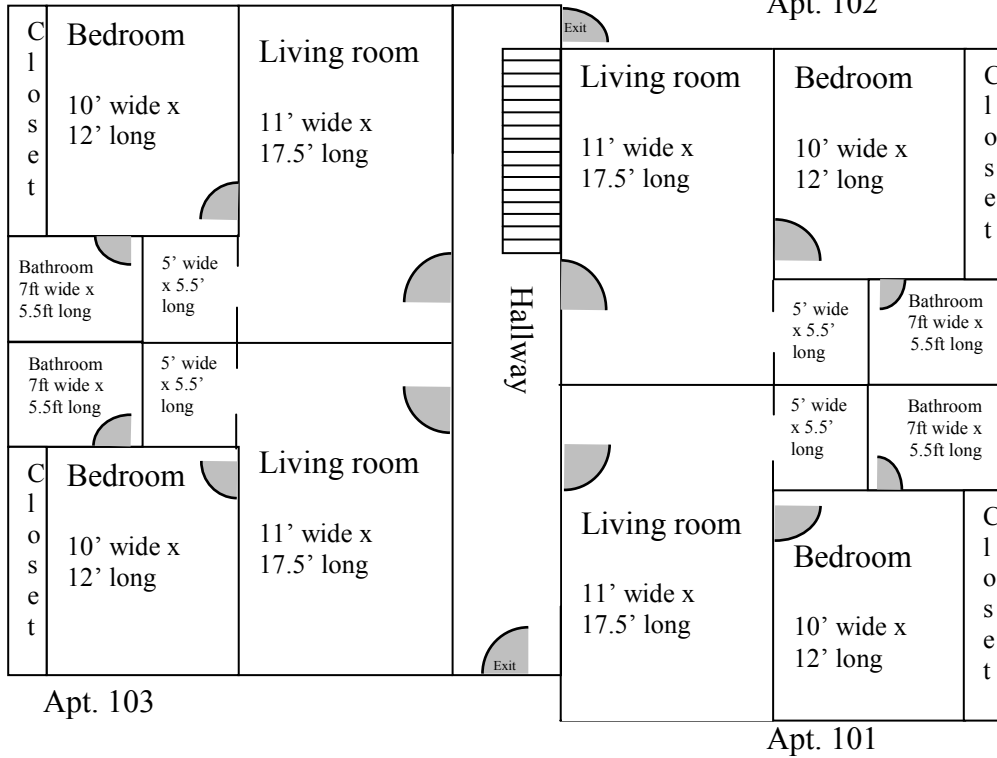 Apt. 102
Exit
Closet
Bedroom
10’ wide x
12’ long
Living room
11’ wide x
17.5’ long
Living room
11’ wide x
17.5’ long
Bedroom
10’ wide x
12’ long
Closet
Bathroom
7ft wide x
5.5ft long
5’ wide
x 5.5’
long
Hallway
5’ wide
x 5.5’
long
Bathroom
7ft wide x
5.5ft long
Bathroom
7ft wide x
5.5ft long
5’ wide
x 5.5’
long
5’ wide
x 5.5’
long
Bathroom
7ft wide x
5.5ft long
Closet
Bedroom
10’ wide x
12’ long
Living room
11’ wide x
17.5’ long
Living room
11’ wide x
17.5’ long
Bedroom
10’ wide x
12’ long
Closet
Exit
Apt. 103
Apt. 101